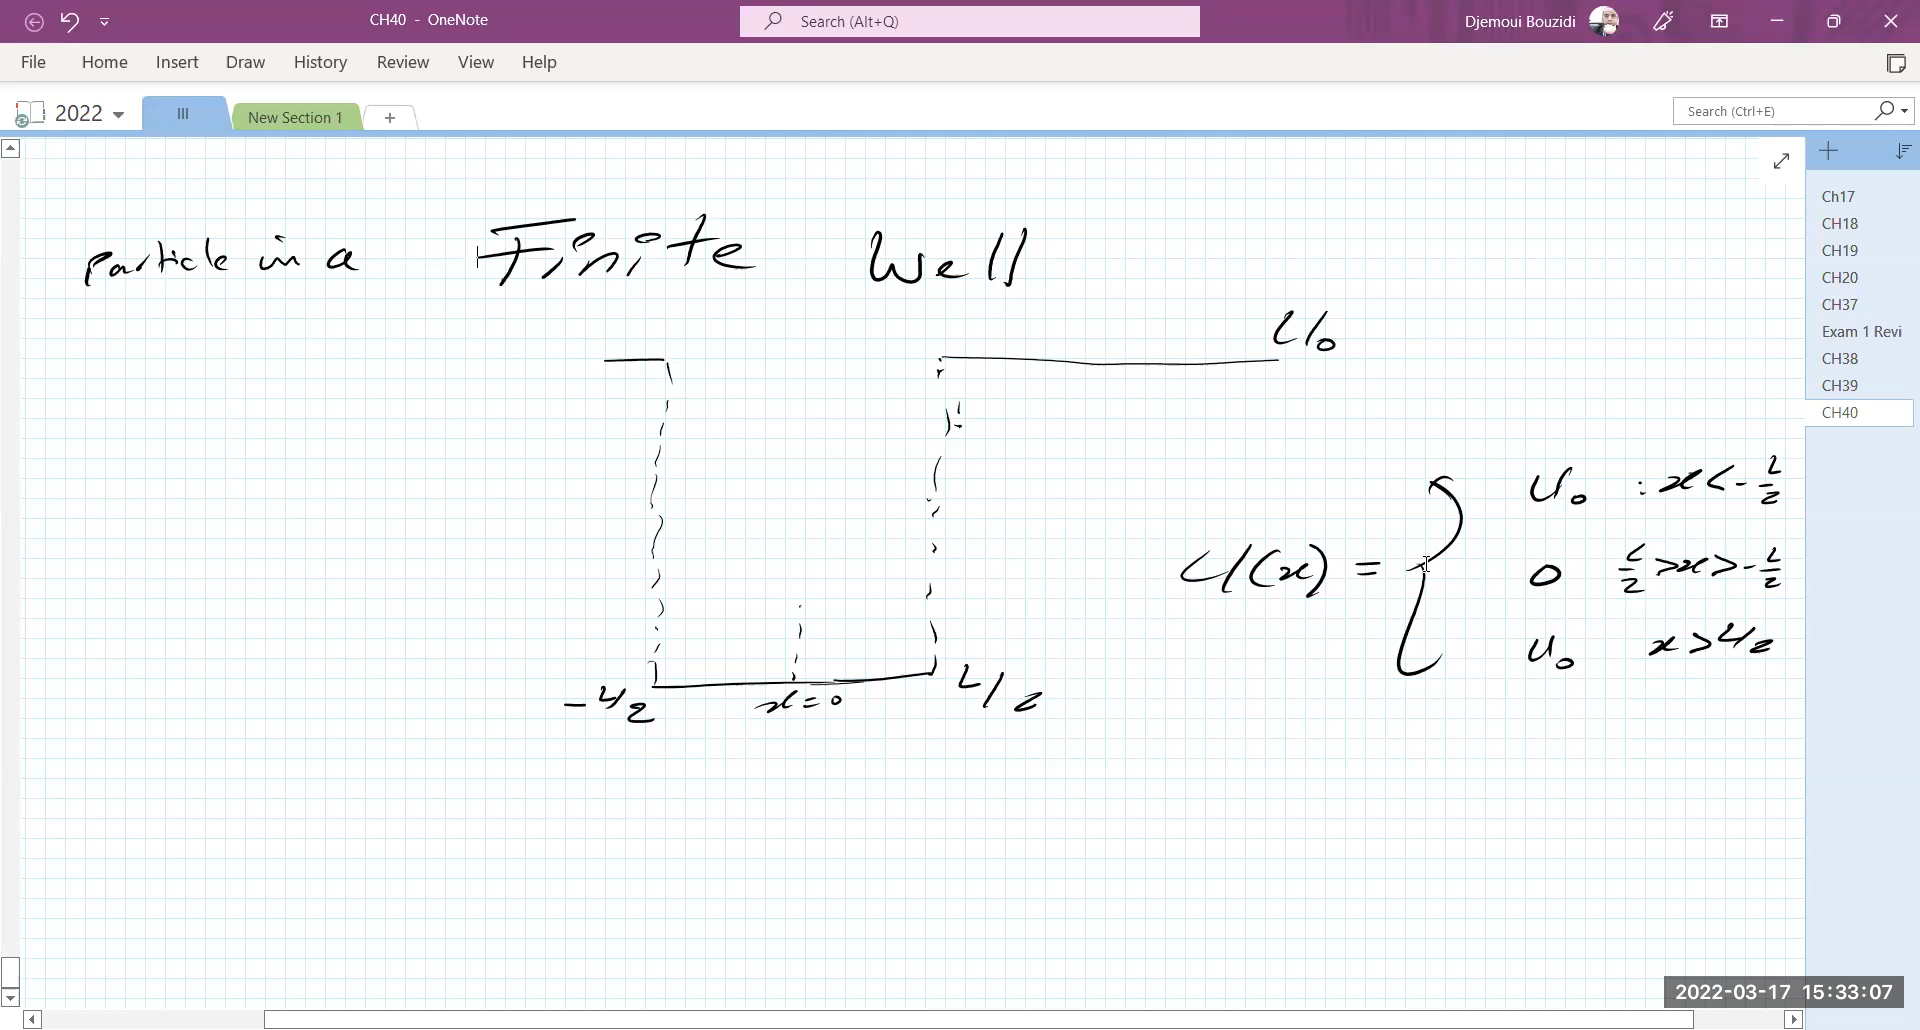 CH40 - OneNote
Search (Alt+Q)
Djemoui Bouzidi
File Home Insert Draw History Review View Help
2022
III
New Section 1
Search (Ctrl+E)
Ch17
CH18
CH19
CH20
CH37
Exam 1 Revi
CH38
CH39
CH40
particle in a Finite Well
U₀
U(x) =
U₀ : x < -L/2
0 L/2 > x > -L/2
U₀ x > L/2
-L/2 x=0 L/2
2022-03-17 15:33:07